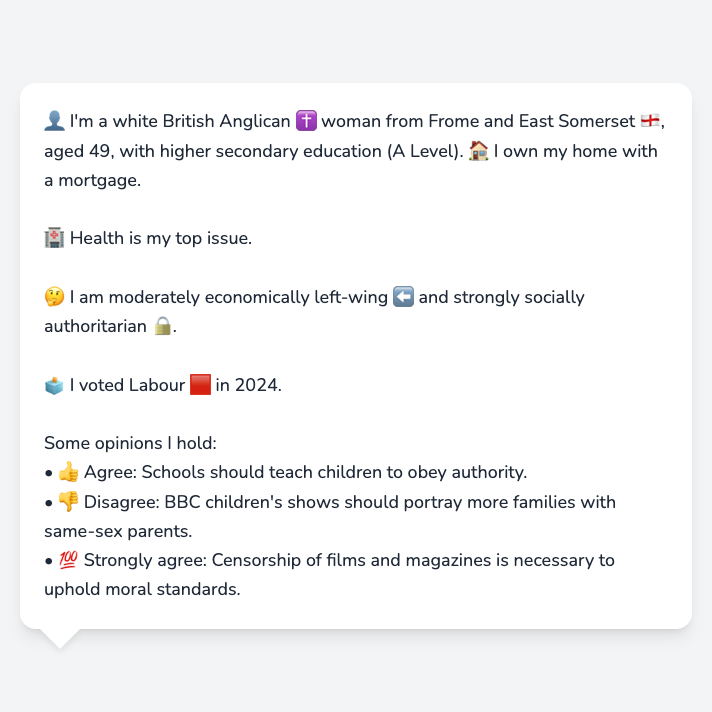 👤 I'm a white British Anglican ✝️ woman from Frome and East Somerset 🏴󠁧󠁢󠁥󠁮󠁧󠁿,
aged 49, with higher secondary education (A Level). 🏠 I own my home with
a mortgage.
🏥 Health is my top issue.
🤔 I am moderately economically left-wing ⬅️ and strongly socially
authoritarian 🔒.
🗳️ I voted Labour 🟥 in 2024.
Some opinions I hold:
• 👍 Agree: Schools should teach children to obey authority.
• 👎 Disagree: BBC children's shows should portray more families with
same-sex parents.
• 💯 Strongly agree: Censorship of films and magazines is necessary to
uphold moral standards.